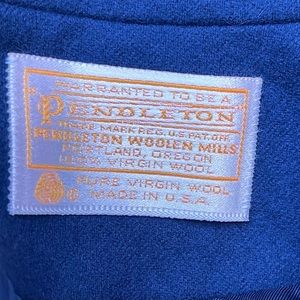 WARRANTED TO BE A
PENDLETON
TRADE MARK REG. U.S. PAT. OFF.
PENDLETON WOOLEN MILLS
PORTLAND, OREGON
100% VIRGIN WOOL
PURE VIRGIN WOOL
MADE IN U.S.A.